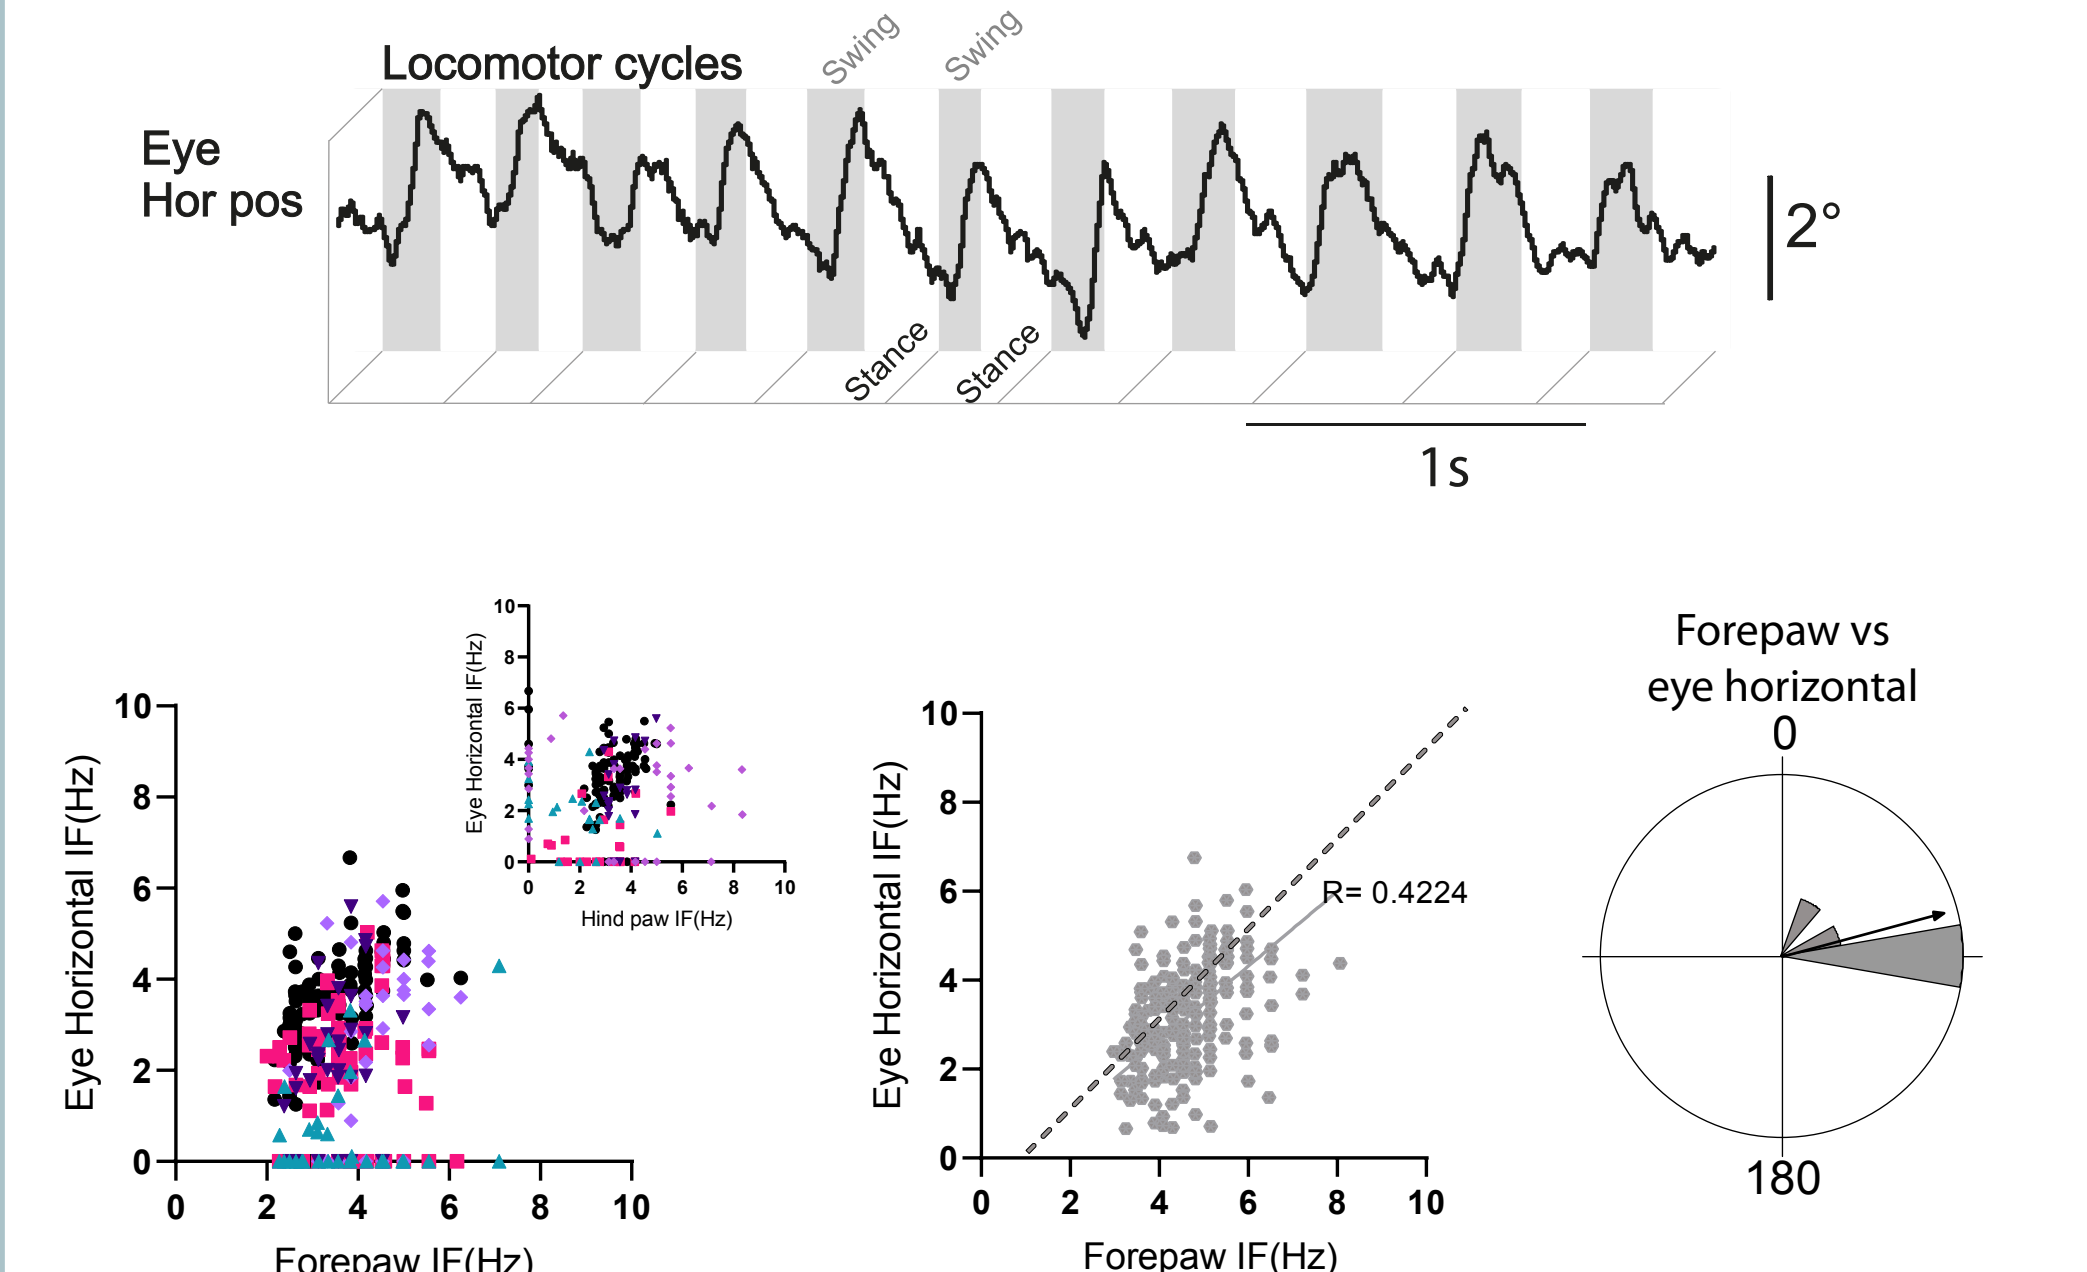 Locomotor cycles
Swing
Swing
Eye
Hor pos
2°
Stance
Stance
1s
10
8
6
4
2
0
Eye Horizontal IF(Hz)
0 2 4 6 8 10
Hind paw IF(Hz)
10
8
6
4
2
0
Eye Horizontal IF(Hz)
0 2 4 6 8 10
Forepaw IF(Hz)
10
8
6
4
2
0
Eye Horizontal IF(Hz)
R= 0.4224
0 2 4 6 8 10
Forepaw IF(Hz)
Forepaw vs
eye horizontal
0
180